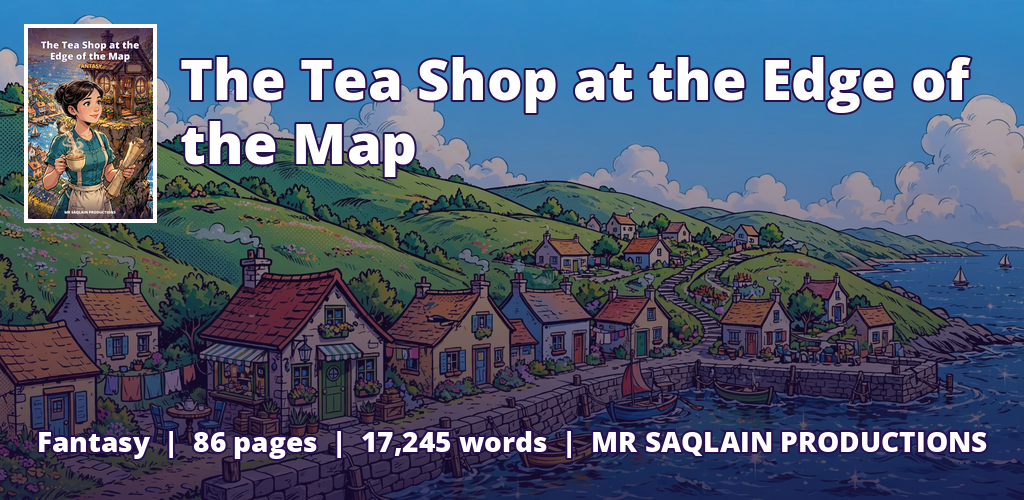 The Tea Shop at the
Edge of the Map
FANTASY
MR SAQLAIN PRODUCTIONS
The Tea Shop at the Edge of
the Map
Fantasy | 86 pages | 17,245 words | MR SAQLAIN PRODUCTIONS